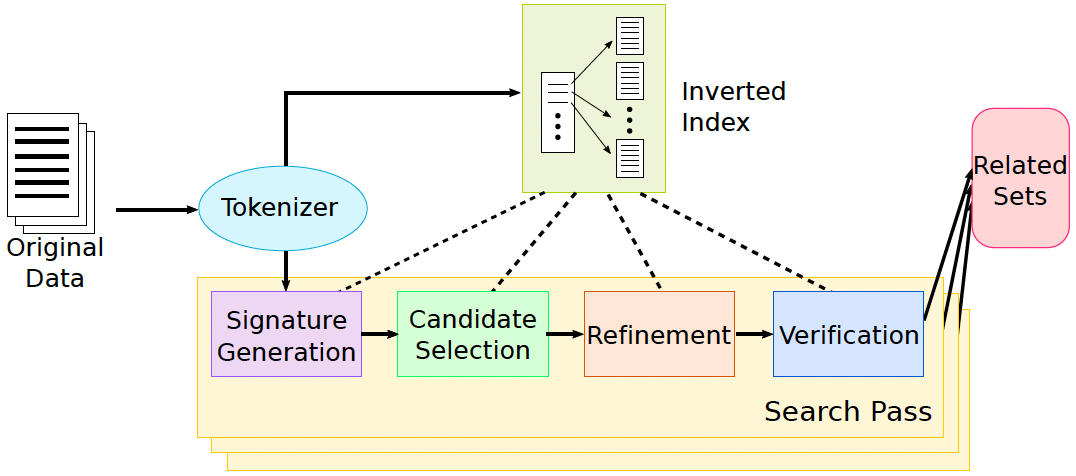 Inverted
Index
Related
Sets
Tokenizer
Original
Data
Signature
Generation
Candidate
Selection
Refinement
Verification
Search Pass